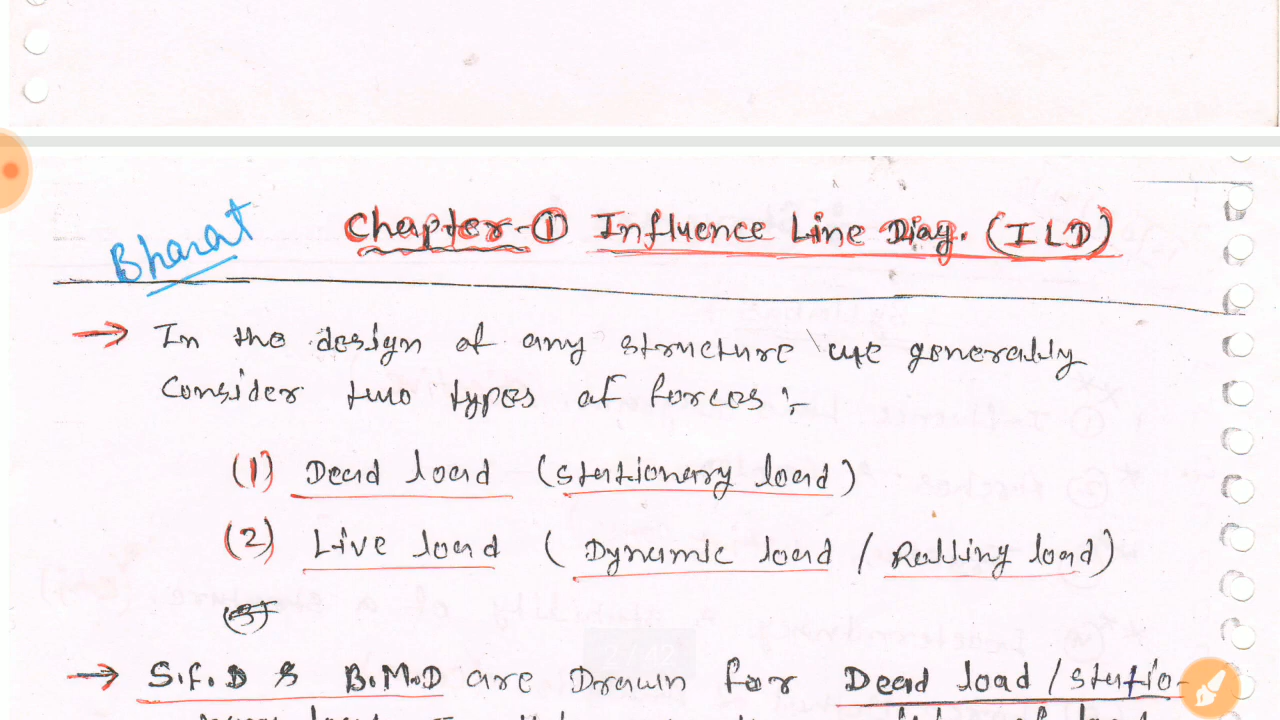 Bharat
Chapter-① Influence Line Diag. (ILD)
→ In the design of any structure we generally
Consider two types of forces :-
(1) Dead load (stationary load)
(2) Live load ( Dynamic load / Rolling load)
→ S.F.D & B.M.D are Drawn for Dead load / statio-